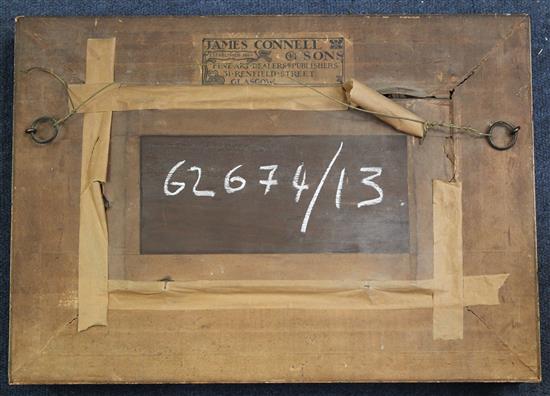 JAMES CONNELL
& SONS
FINE ART DEALERS & PUBLISHERS
31 RENFIELD STREET
GLASGOW
62674/13.